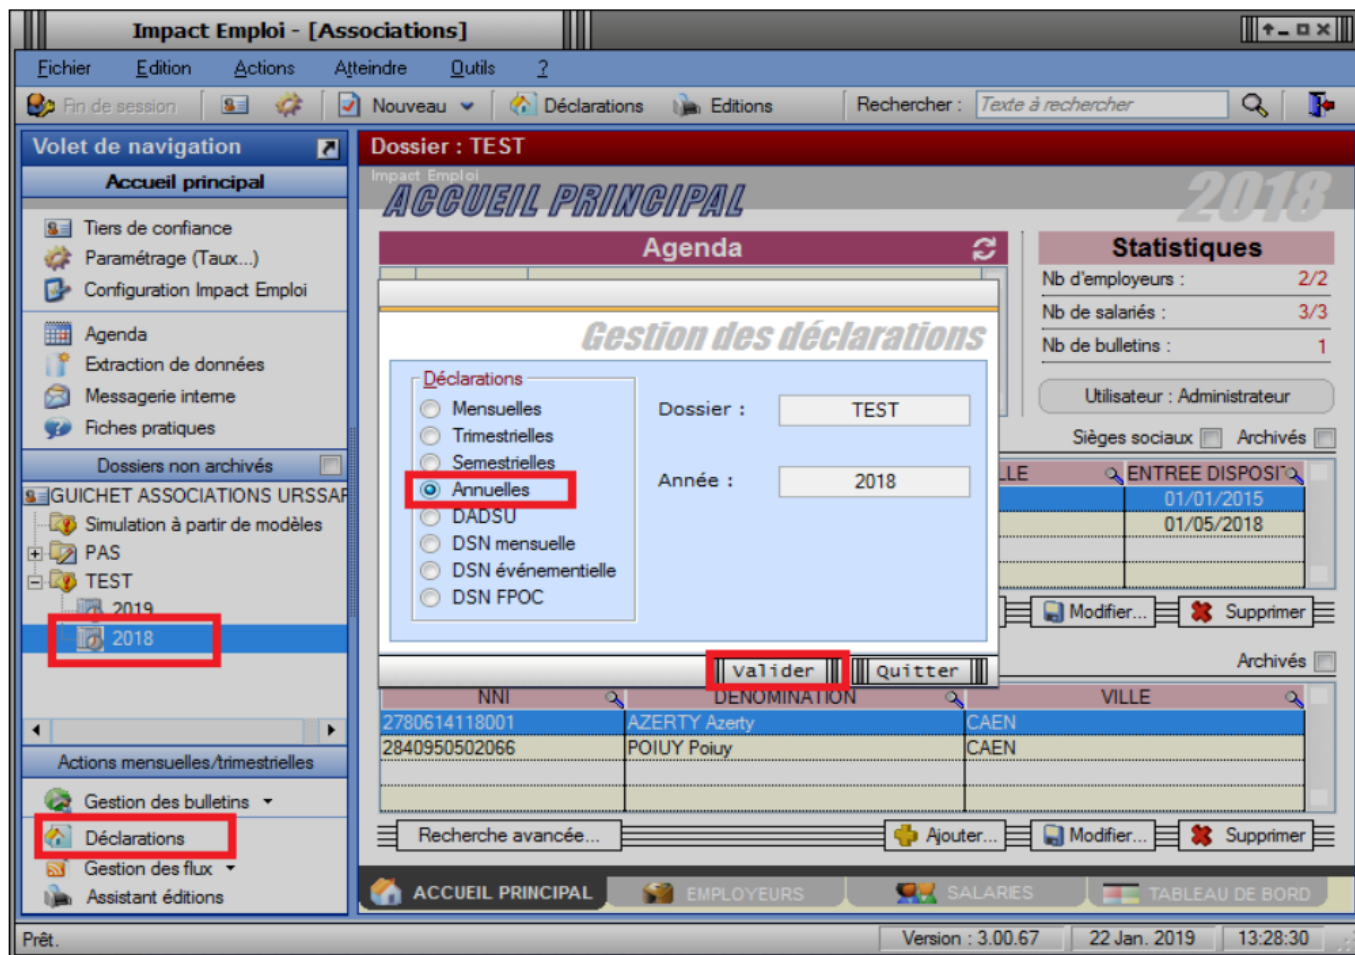 Impact Emploi - [Associations]
Fichier Edition Actions Atteindre Outils ?
Fin de session Nouveau Déclarations Editions Rechercher : Texte à rechercher
Volet de navigation
Accueil principal
Tiers de confiance
Paramétrage (Taux...)
Configuration Impact Emploi
Agenda
Extraction de données
Messagerie interne
Fiches pratiques
Dossiers non archivés
GUICHET ASSOCIATIONS URSSAF
Simulation à partir de modèles
PAS
TEST
2019
2018
Actions mensuelles/trimestrielles
Gestion des bulletins
Déclarations
Gestion des flux
Assistant éditions
Dossier : TEST
Impact Emploi
ACCUEIL PRINCIPAL
2018
Agenda
Statistiques
Nb d'employeurs : 2/2
Nb de salariés : 3/3
Nb de bulletins : 1
Utilisateur : Administrateur
Sièges sociaux Archivés
LLE ENTREE DISPOSIT
01/01/2015
01/05/2018
Modifier... Supprimer
Archivés
Gestion des déclarations
Déclarations
Mensuelles
Trimestrielles
Semestrielles
Annuelles
DADSU
DSN mensuelle
DSN événementielle
DSN FPOC
Dossier : TEST
Année : 2018
Valider Quitter
NNI DENOMINATION VILLE
2780614118001 AZERTY Azerty CAEN
2840950502066 POIUY Poiuy CAEN
Recherche avancée... Ajouter... Modifier... Supprimer
ACCUEIL PRINCIPAL EMPLOYEURS SALARIES TABLEAU DE BORD
Prêt. Version : 3.00.67 22 Jan. 2019 13:28:30